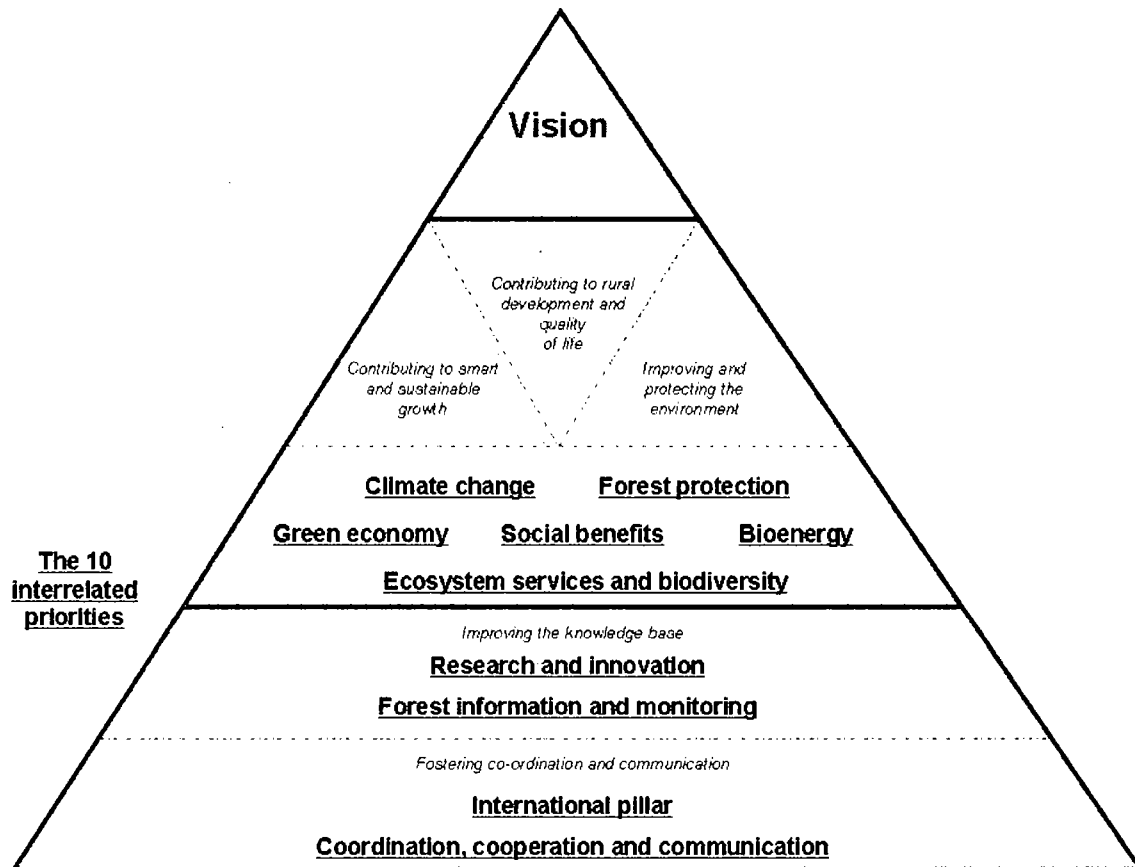 Vision
Contributing to rural
development and
quality
of life
Contributing to smart
and sustainable
growth
Improving and
protecting the
environment
Climate change
Forest protection
Green economy
Social benefits
Bioenergy
Ecosystem services and biodiversity
The 10
interrelated
priorities
Improving the knowledge base
Research and innovation
Forest information and monitoring
Fostering co-ordination and communication
International pillar
Coordination, cooperation and communication